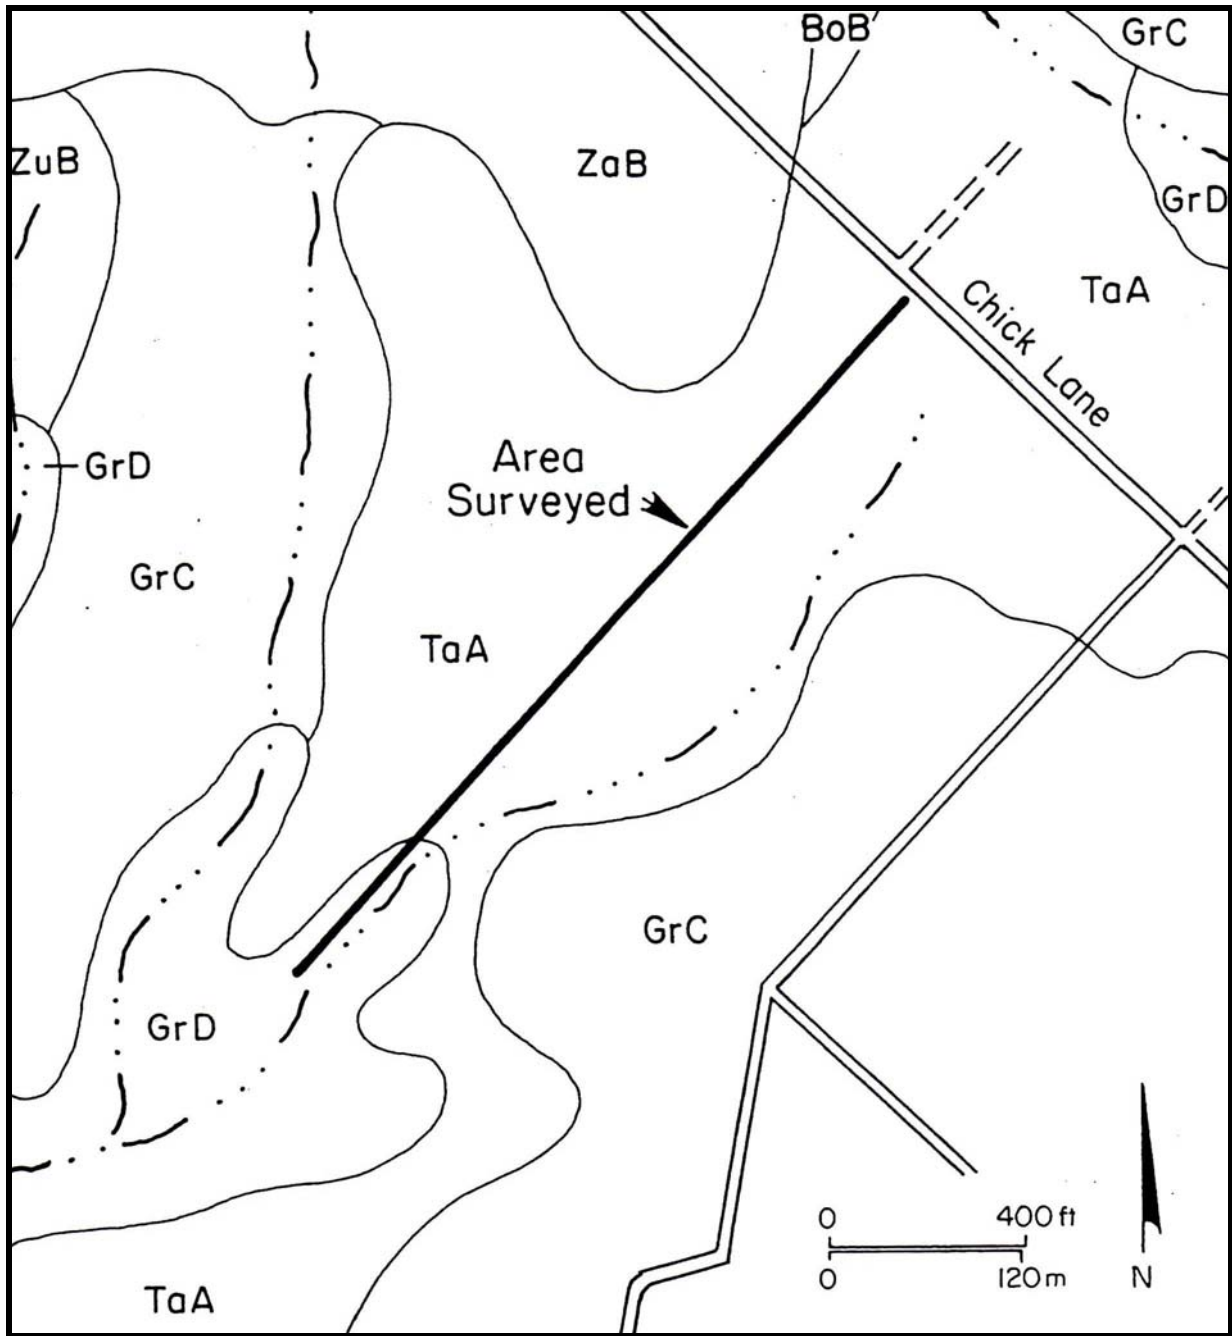 BoB
GrC
ZuB
ZaB
GrD
TaA
Chick Lane
Area
Surveyed
GrD
GrC
TaA
GrC
GrD
0 400 ft
0 120 m
N
TaA